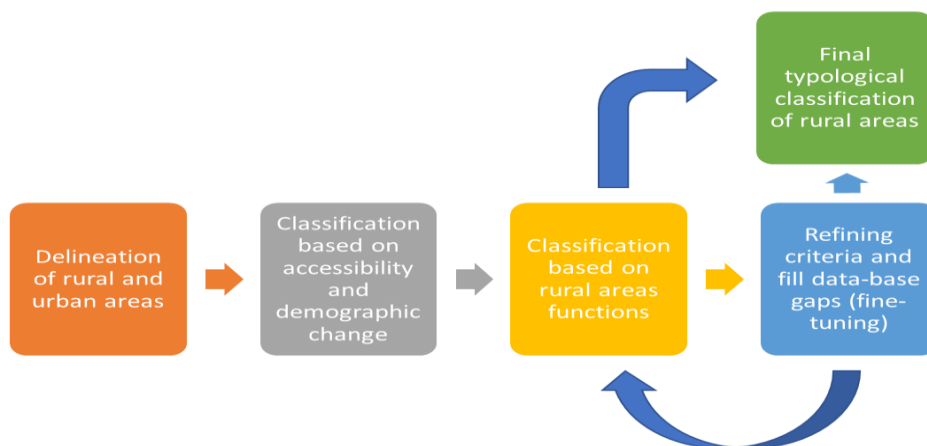 Final
typological
classification
of rural areas
Delineation
of rural and
urban areas
Classification
based on
accessibility
and
demographic
change
Classification
based on
rural areas
functions
Refining
criteria and
fill data-base
gaps (fine-
tuning)